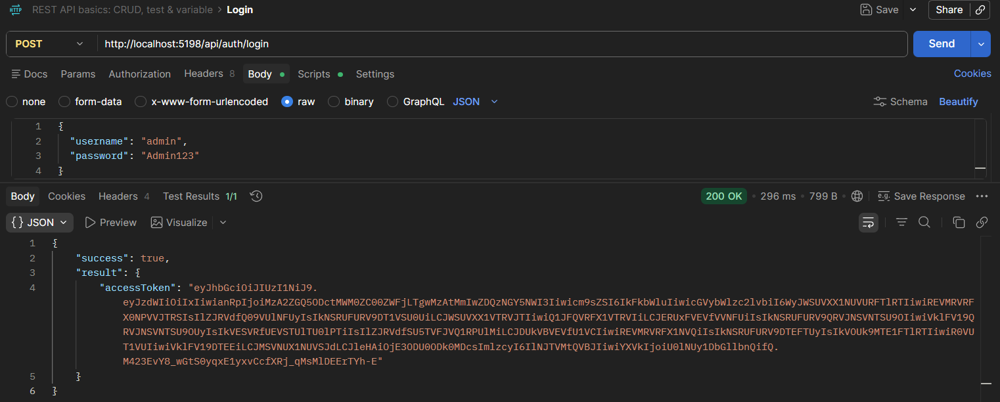 HTTP REST API basics: CRUD, test & variable > Login Save Share
POST http://localhost:5198/api/auth/login Send
Docs Params Authorization Headers 8 Body Scripts Settings Cookies
none form-data x-www-form-urlencoded raw binary GraphQL JSON Schema Beautify
1 {
2 "username": "admin",
3 "password": "Admin123"
4 }
Body Cookies Headers 4 Test Results 1/1 200 OK • 296 ms • 799 B • e.g. Save Response
{} JSON Preview Visualize
1 {
2 "success": true,
3 "result": {
4 "accessToken": "eyJhbGciOiJIUzI1NiJ9.
eyJzdWIiOiIxIiwianRpIjoiMzA2ZGQ5ODctMWM0ZC00ZWFjLTgwMzAtMmIwZDQzNGY5NWI3Iiwicm9sZSI6IkFkbWluIiwicGVybWlzc2lvbiI6WyJWSUVXX1NUVURFTlRTIiwiREVMRVRF
X0NPVVJTRSIsIlZJRVdfQ09VUlNFUyIsIkNSRUFURV9DT1VSU0UiLCJWSUVXX1VTRVJTIiwiQ1JFQVRFX1VTRVIiLCJERUxFVEVfVVNFUiIsIkNSRUFURV9QRVJNSVNTSU9OIiwiVklFV19Q
RVJNSVNTSU9OUyIsIkVESVRfUEVSTUlTU0lPTiIsIlZJRVdfSU5TVFJVQ1RPUlMiLCJDUkVBVEVfU1VCIiwiREVMRVRFX1NVQiIsIkNSRUFURV9DTEFTUyIsIkVOUk9MTE1FTlRTIiwiR0VU
T1VUIiwiVklFV19DTEEiLCJMSVNUX1NUVSJdLCJleHAiOjE3ODU0ODk0MDcsImlzcyI6IlNJTVMtQVBJIiwiYXVkIjoiU0lNUy1DbGllbnQifQ.
M423EvY8_wGtS0yqxE1yxvCcfXRj_qMsMlDEErTYh-E"
5 }
6 }